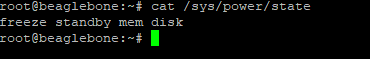 root@beaglebone:~# cat /sys/power/state
freeze standby mem disk
root@beaglebone:~#